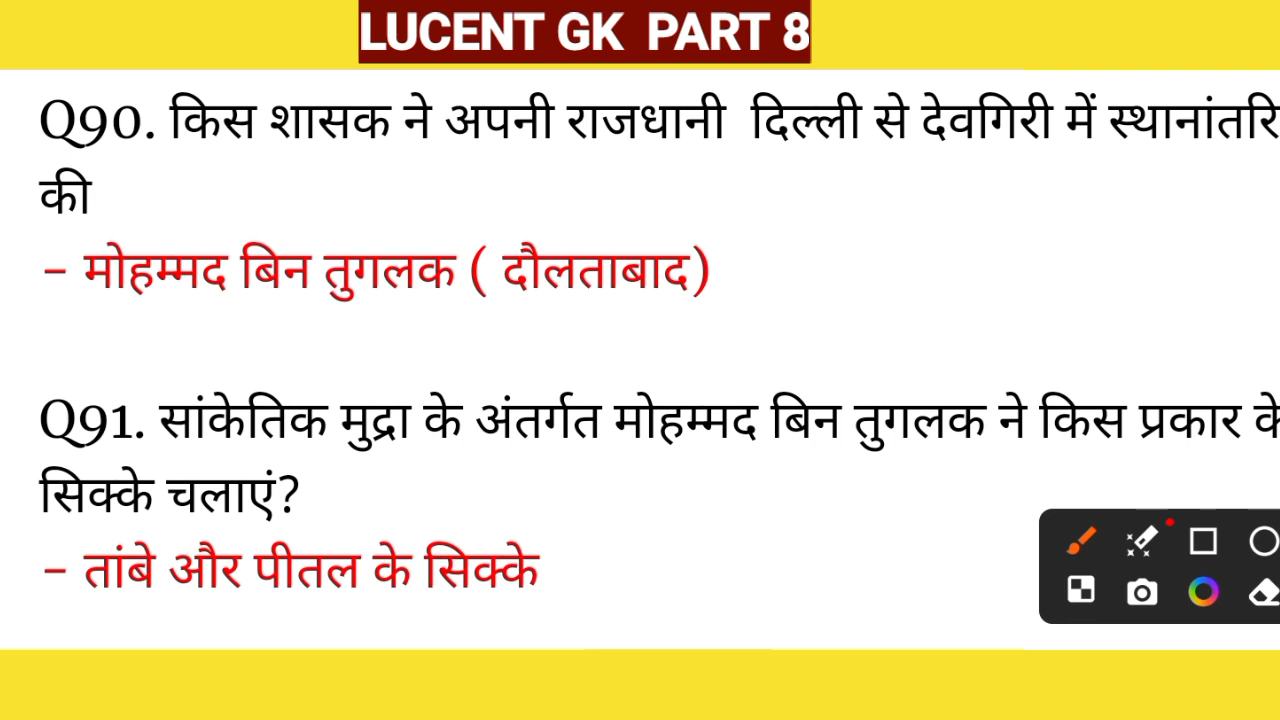 LUCENT GK PART 8
Q90. किस शासक ने अपनी राजधानी दिल्ली से देवगिरी में स्थानांतरि
की
- मोहम्मद बिन तुगलक ( दौलताबाद)
Q91. सांकेतिक मुद्रा के अंतर्गत मोहम्मद बिन तुगलक ने किस प्रकार के
सिक्के चलाएं?
- तांबे और पीतल के सिक्के